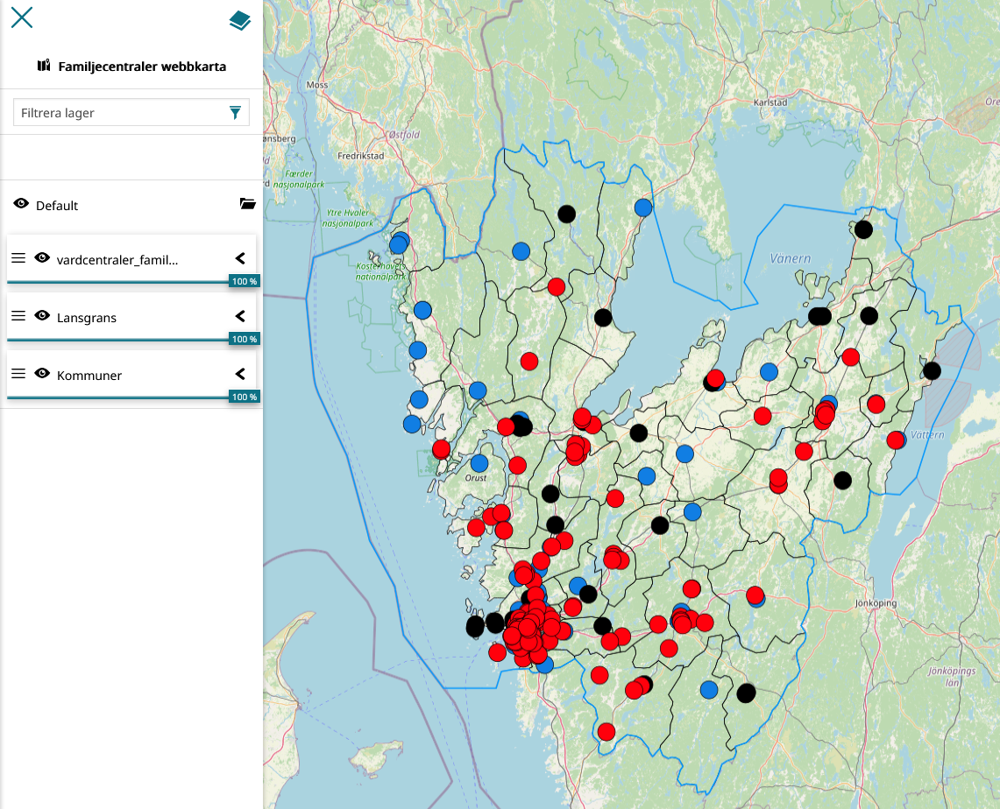 Familjecentraler webbkarta
Filtrera lager
Default
vardcentraler_famil...
100 %
Lansgrans
100 %
Kommuner
100 %
Moss
Karlstad
Østfold
Fredrikstad
Færder
nasjonalpark
Ytre Hvaler
nasjonalpark
Kosterhavets
nationalpark
Vänern
Vättern
Orust
Jönköping
Jönköpings
län